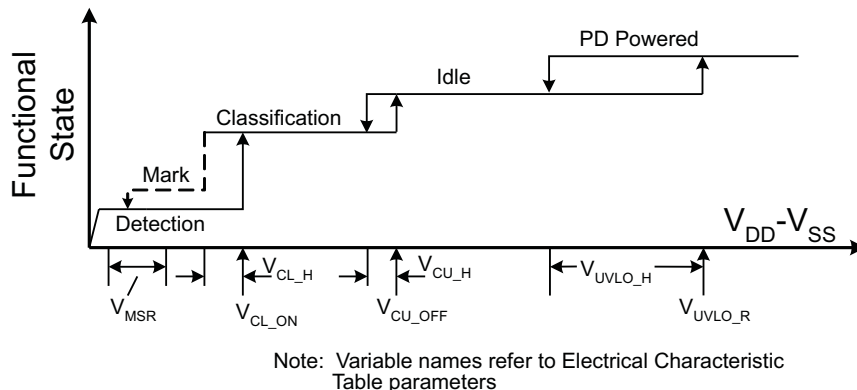 Functional
State
PD Powered
Idle
Classification
Mark
Detection
V_DD-V_SS
V_CL_H
V_CU_H
V_UVLO_H
V_MSR
V_CL_ON
V_CU_OFF
V_UVLO_R
Note: Variable names refer to Electrical Characteristic
Table parameters